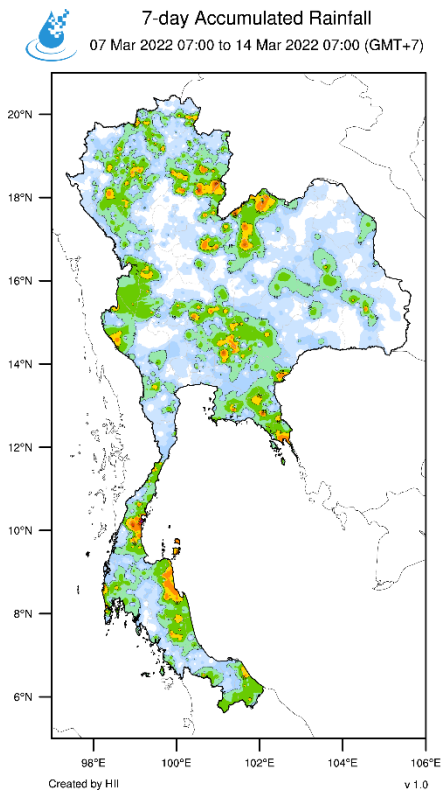 7-day Accumulated Rainfall
07 Mar 2022 07:00 to 14 Mar 2022 07:00 (GMT+7)
20°N
18°N
16°N
14°N
12°N
10°N
8°N
6°N
98°E 100°E 102°E 104°E 106°E
Created by HII v 1.0